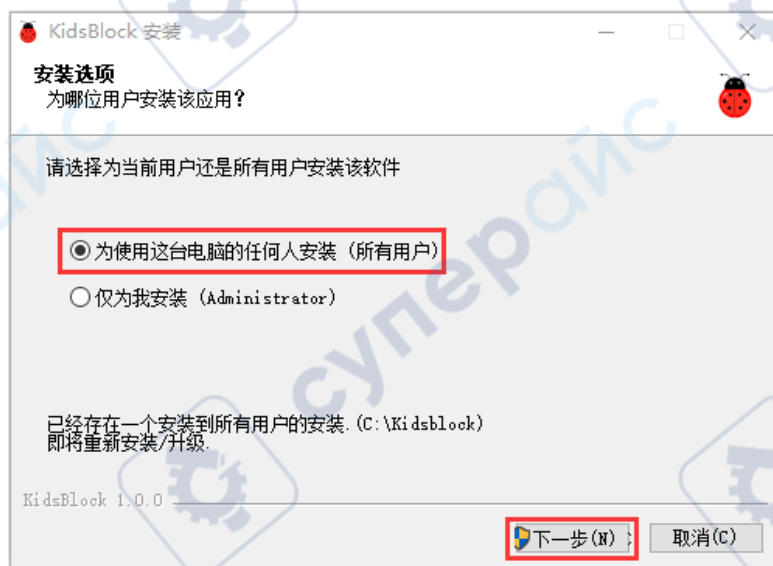 KidsBlock 安装
安装选项
为哪位用户安装该应用？
请选择为当前用户还是所有用户安装该软件
为使用这台电脑的任何人安装 (所有用户)
仅为我安装 (Administrator)
已经存在一个安装到所有用户的安装.(C:\Kidsblock)
即将重新安装/升级.
KidsBlock 1.0.0
下一步(N) 取消(C)
суперайс